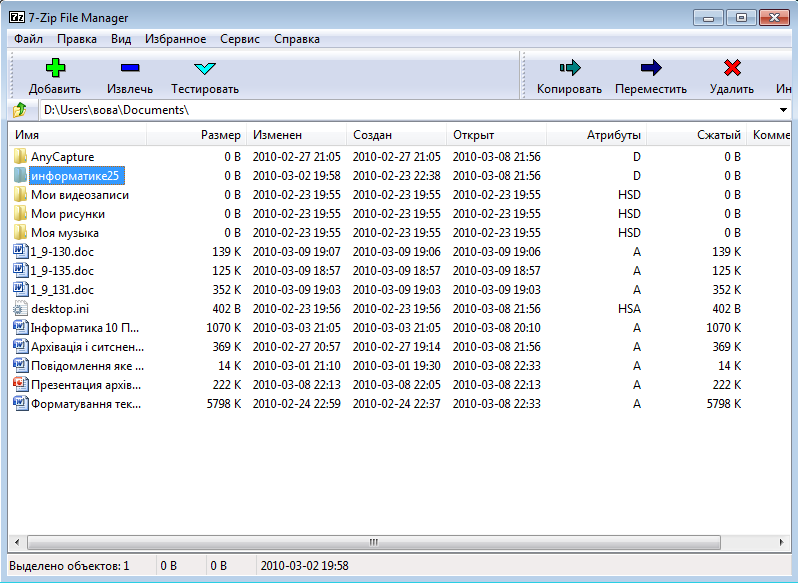 7-Zip File Manager
Файл Правка Вид Избранное Сервис Справка
Добавить Извлечь Тестировать Копировать Переместить Удалить Ин
D:\Users\вова\Documents\
Имя Размер Изменен Создан Открыт Атрибуты Сжатый Комме
AnyCapture 0 B 2010-02-27 21:05 2010-02-27 21:05 2010-03-08 21:56 D 0 B
информатике25 0 B 2010-03-02 19:58 2010-02-23 22:38 2010-03-08 21:56 D 0 B
Мои видеозаписи 0 B 2010-02-23 19:55 2010-02-23 19:55 2010-02-23 19:55 HSD 0 B
Мои рисунки 0 B 2010-02-23 19:55 2010-02-23 19:55 2010-02-23 19:55 HSD 0 B
Моя музыка 0 B 2010-02-23 19:55 2010-02-23 19:55 2010-02-23 19:55 HSD 0 B
1_9-130.doc 139 K 2010-03-09 19:07 2010-03-09 19:06 2010-03-09 19:06 A 139 K
1_9-135.doc 125 K 2010-03-09 18:57 2010-03-09 18:57 2010-03-09 18:57 A 125 K
1_9_131.doc 352 K 2010-03-09 19:03 2010-03-09 19:03 2010-03-09 19:03 A 352 K
desktop.ini 402 B 2010-02-23 19:56 2010-02-23 19:56 2010-03-08 21:56 HSA 402 B
Інформатика 10 П... 1070 K 2010-03-03 21:05 2010-03-03 21:05 2010-03-08 20:10 A 1070 K
Архівація і ситснен... 369 K 2010-02-27 20:57 2010-02-27 19:14 2010-03-08 21:56 A 369 K
Повідомлення яке ... 14 K 2010-03-01 21:10 2010-03-01 19:30 2010-03-08 22:33 A 14 K
Презентация архів... 222 K 2010-03-08 22:13 2010-03-08 22:05 2010-03-08 22:13 A 222 K
Форматування тек... 5798 K 2010-02-24 22:59 2010-02-24 22:37 2010-03-08 22:33 A 5798 K
Выделено объектов: 1 0 B 0 B 2010-03-02 19:58